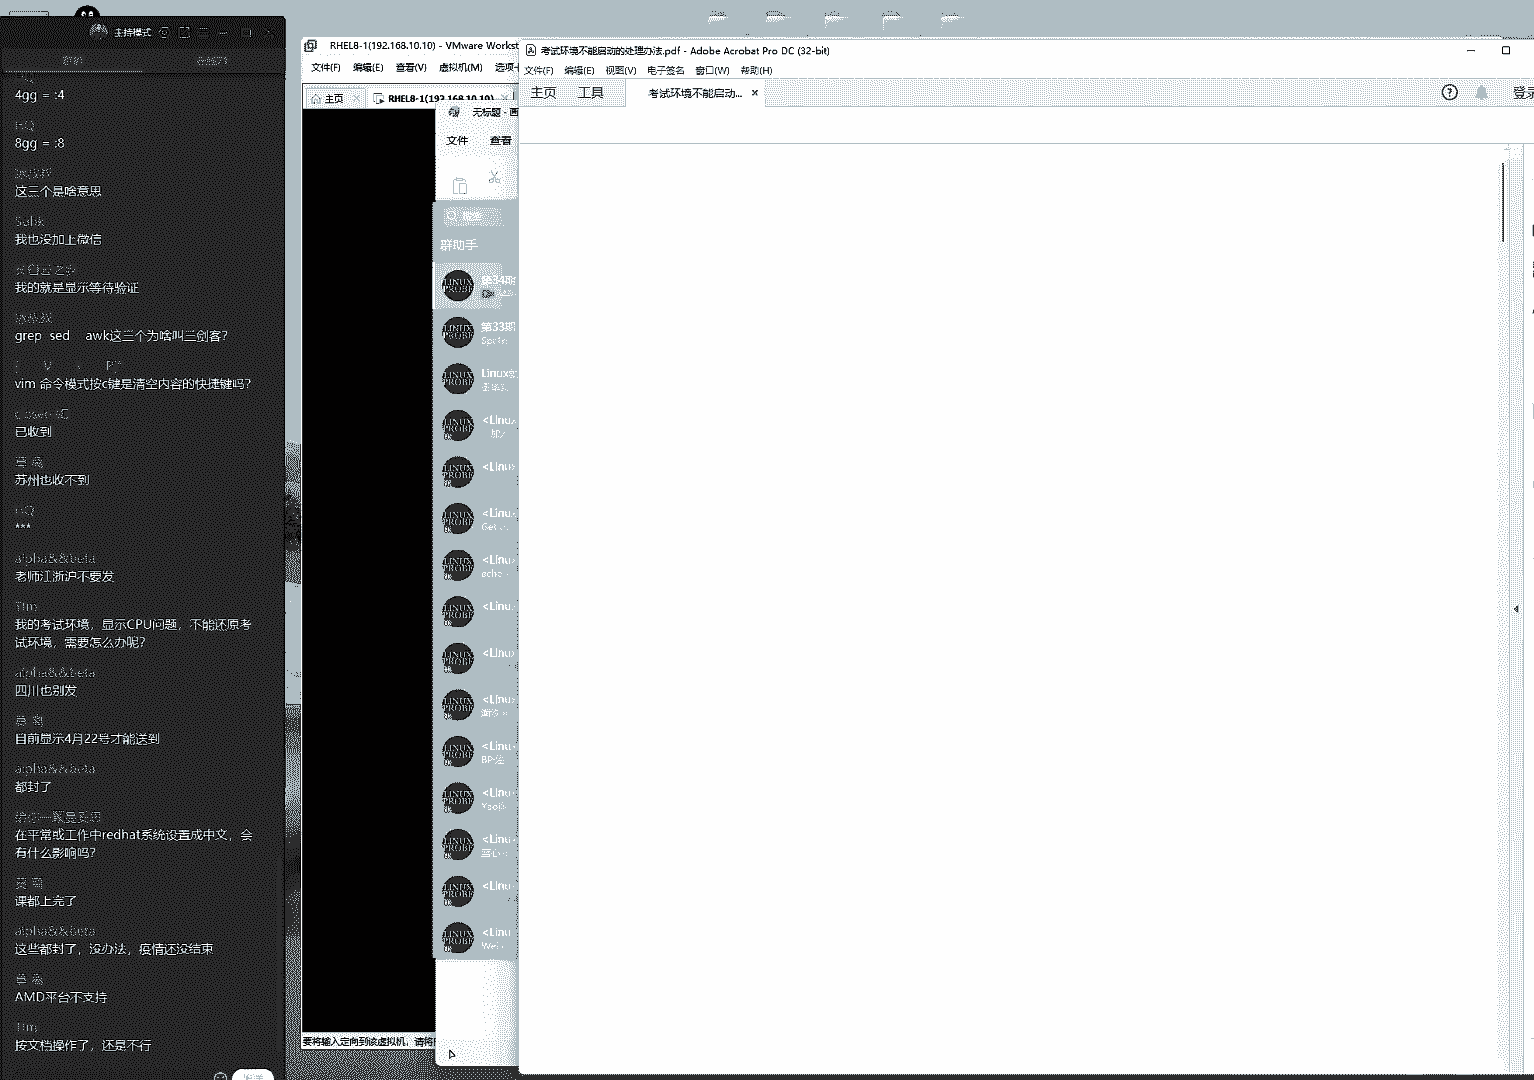 主持模式
4gg = :4
8gg = :8
这三个是啥意思
我也没加上微信
我的就是显示等待验证
grep sed awk这三个为啥叫三剑客?
vim 命令模式按c键是清空内容的快捷键吗?
已收到
苏州也收不到
***
alpha&&beta
老师江浙沪不要发
Tim
我的考试环境，显示CPU问题，不能还原考
试环境，需要怎么办呢?
alpha&&beta
四川也别发
目前显示4月22号才能送到
alpha&&beta
都封了
在平常或工作中redhat系统设置成中文，会
有什么影响吗?
课都上完了
alpha&&beta
这些都封了，没办法，疫情还没结束
AMD平台不支持
Tim
按文档操作了，还是不行
RHEL8-1(192.168.10.10) - VMware Workst
文件(F) 编辑(E) 查看(V) 虚拟机(M) 选项
主页 RHEL8-1(192.168.10.10)
要将输入定向到该虚拟机，请将
无标题 - 画
文件 查看
群助手
第34期
第33期
Linux
<Linu
<Linu
<Linu
<Linu
<Linu
<Linu
<Linu
<Linu
<Linu
<Linu
<Linu
<Linu
考试环境不能启动的处理办法.pdf - Adobe Acrobat Pro DC (32-bit)
文件(F) 编辑(E) 视图(V) 电子签名 窗口(W) 帮助(H)
主页 工具 考试环境不能启动... ×
登录